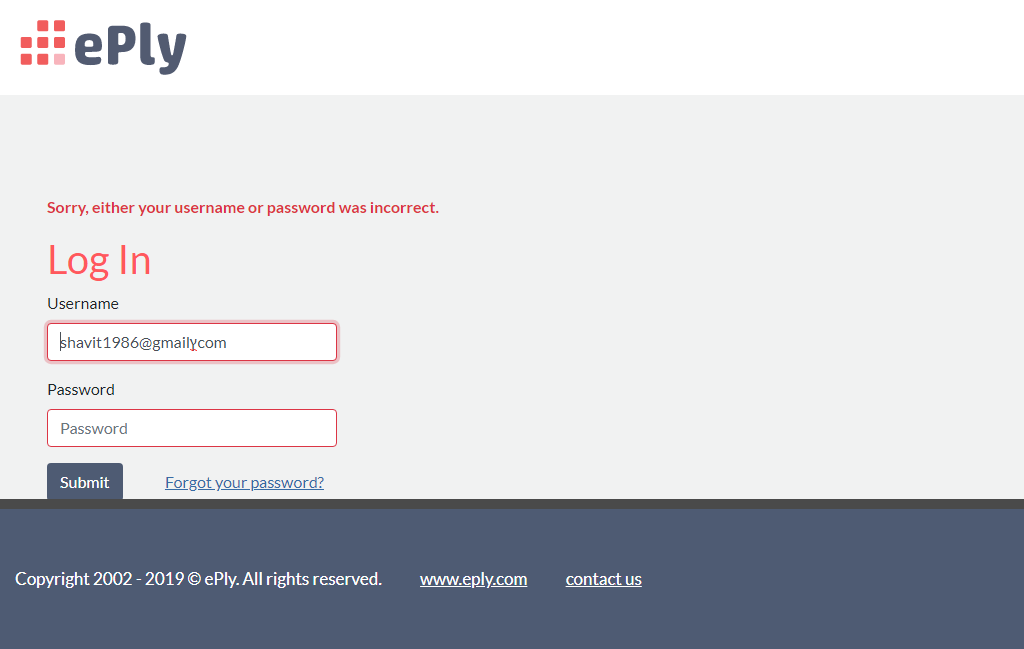 ePly
Sorry, either your username or password was incorrect.
Log In
Username
shavit1986@gmail.com
Password
Password
Submit Forgot your password?
Copyright 2002 - 2019 © ePly. All rights reserved. www.eply.com contact us